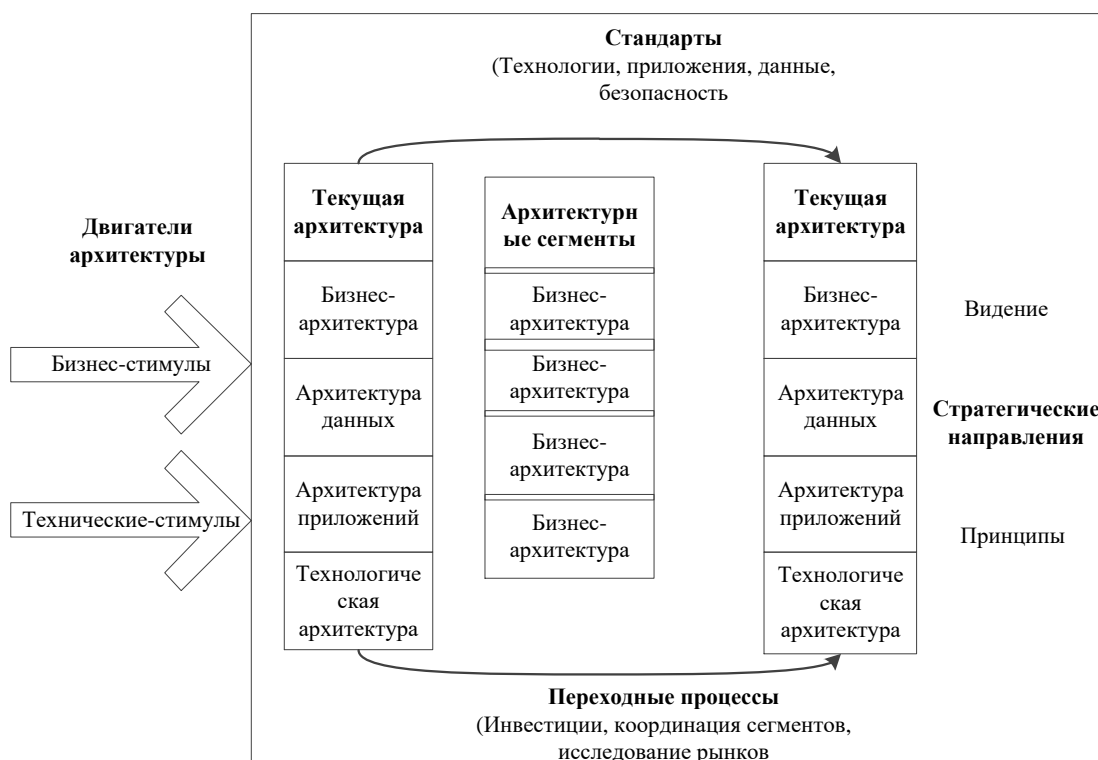 Стандарты
(Технологии, приложения, данные,
безопасность
Двигатели
архитектуры
Бизнес-стимулы
Технические-стимулы
Текущая
архитектура
Бизнес-
архитектура
Архитектура
данных
Архитектура
приложений
Технологиче
ская
архитектура
Архитектурн
ые сегменты
Бизнес-
архитектура
Бизнес-
архитектура
Бизнес-
архитектура
Бизнес-
архитектура
Текущая
архитектура
Бизнес-
архитектура
Архитектура
данных
Архитектура
приложений
Технологиче
ская
архитектура
Видение
Стратегические
направления
Принципы
Переходные процессы
(Инвестиции, координация сегментов,
исследование рынков